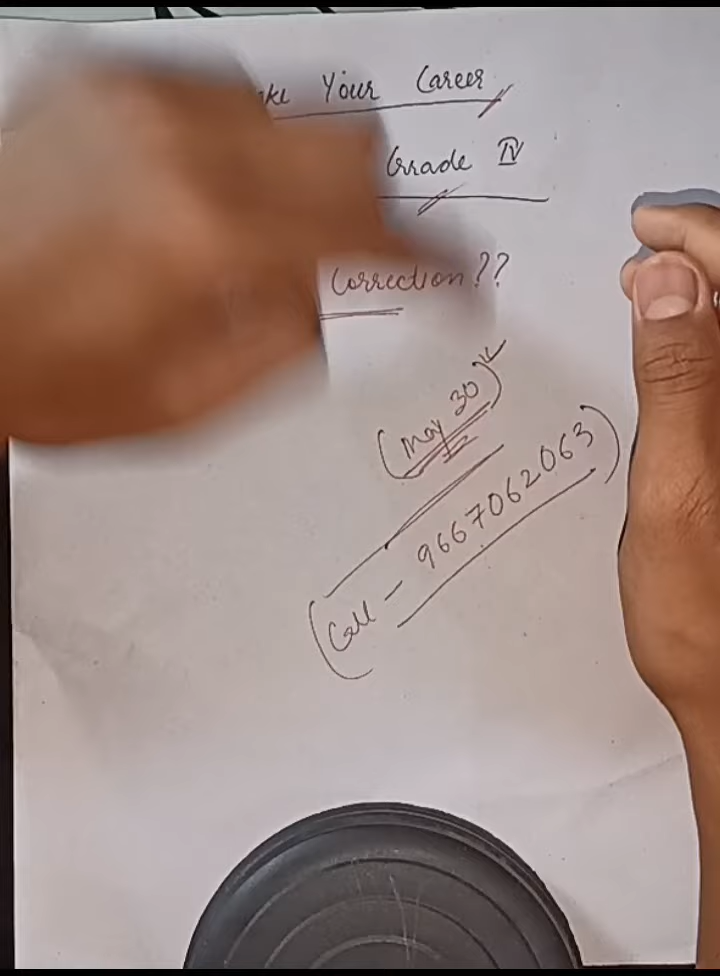 Your Career
Grade IV
Correction??
(May 30)
(Call - 9667062063)